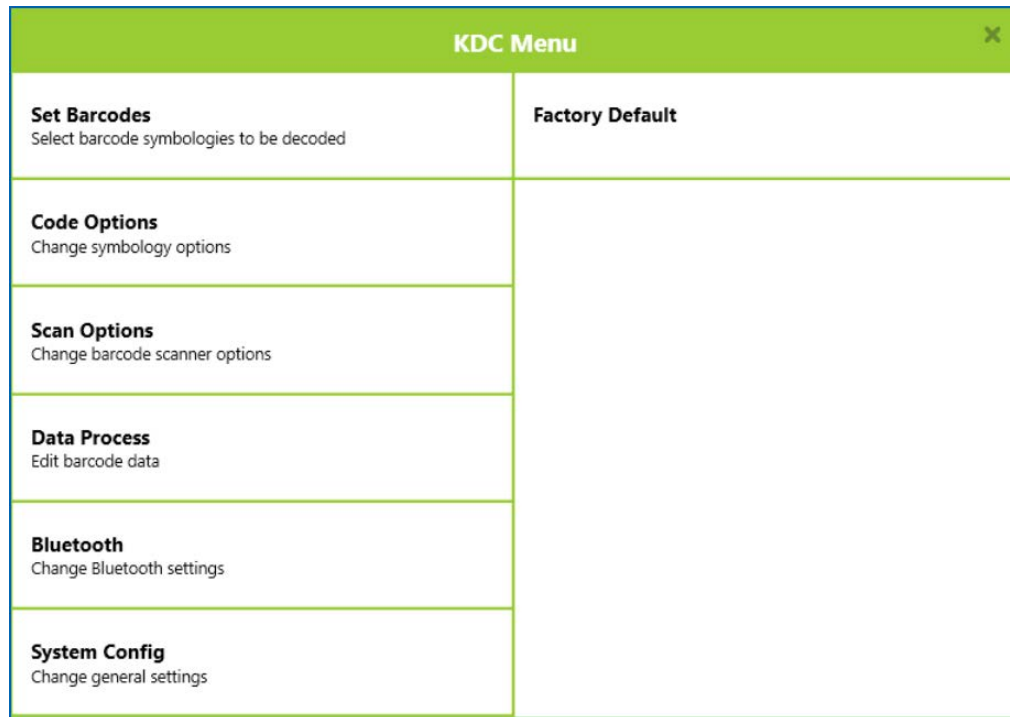 KDC Menu
Set Barcodes
Select barcode symbologies to be decoded
Factory Default
Code Options
Change symbology options
Scan Options
Change barcode scanner options
Data Process
Edit barcode data
Bluetooth
Change Bluetooth settings
System Config
Change general settings